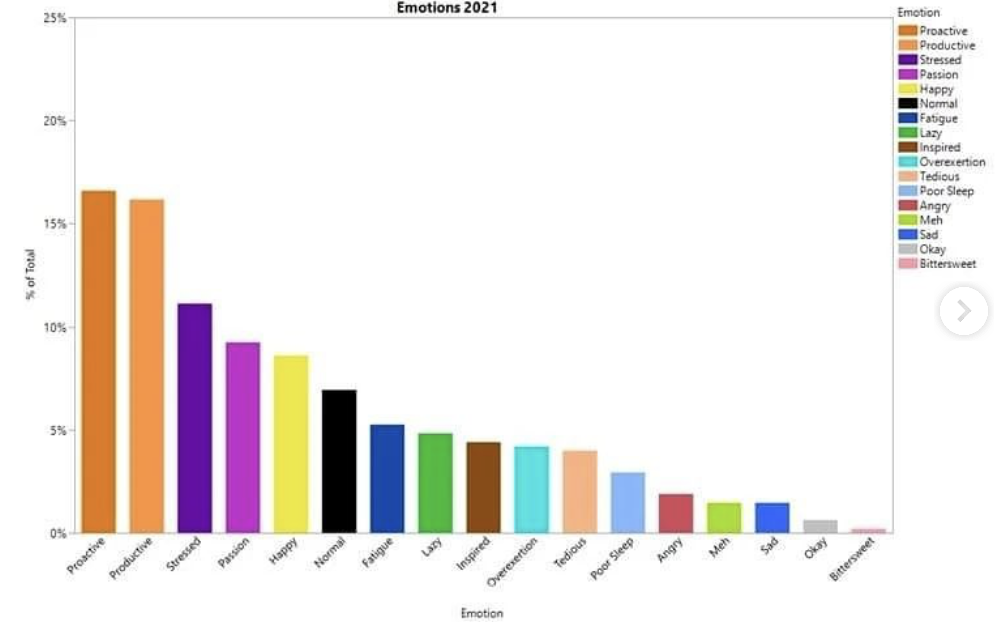 Emotions 2021
25%
20%
15%
10%
5%
0%
% of Total
Proactive
Productive
Stressed
Passion
Happy
Normal
Fatigue
Lazy
Inspired
Overexertion
Tedious
Poor Sleep
Angry
Meh
Sad
Okay
Bittersweet
Emotion
Emotion
Proactive
Productive
Stressed
Passion
Happy
Normal
Fatigue
Lazy
Inspired
Overexertion
Tedious
Poor Sleep
Angry
Meh
Sad
Okay
Bittersweet